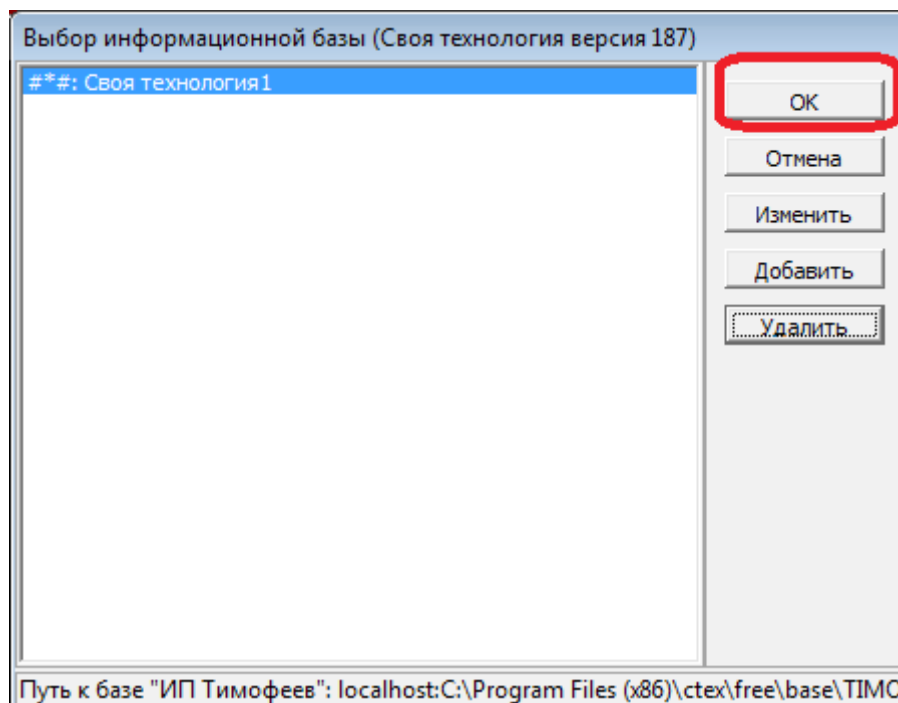 Выбор информационной базы (Своя технология версия 187)
#*#: Своя технология1
ОК
Отмена
Изменить
Добавить
Удалить
Путь к базе "ИП Тимофеев": localhost:C:\Program Files (x86)\ctex\free\base\TIMO